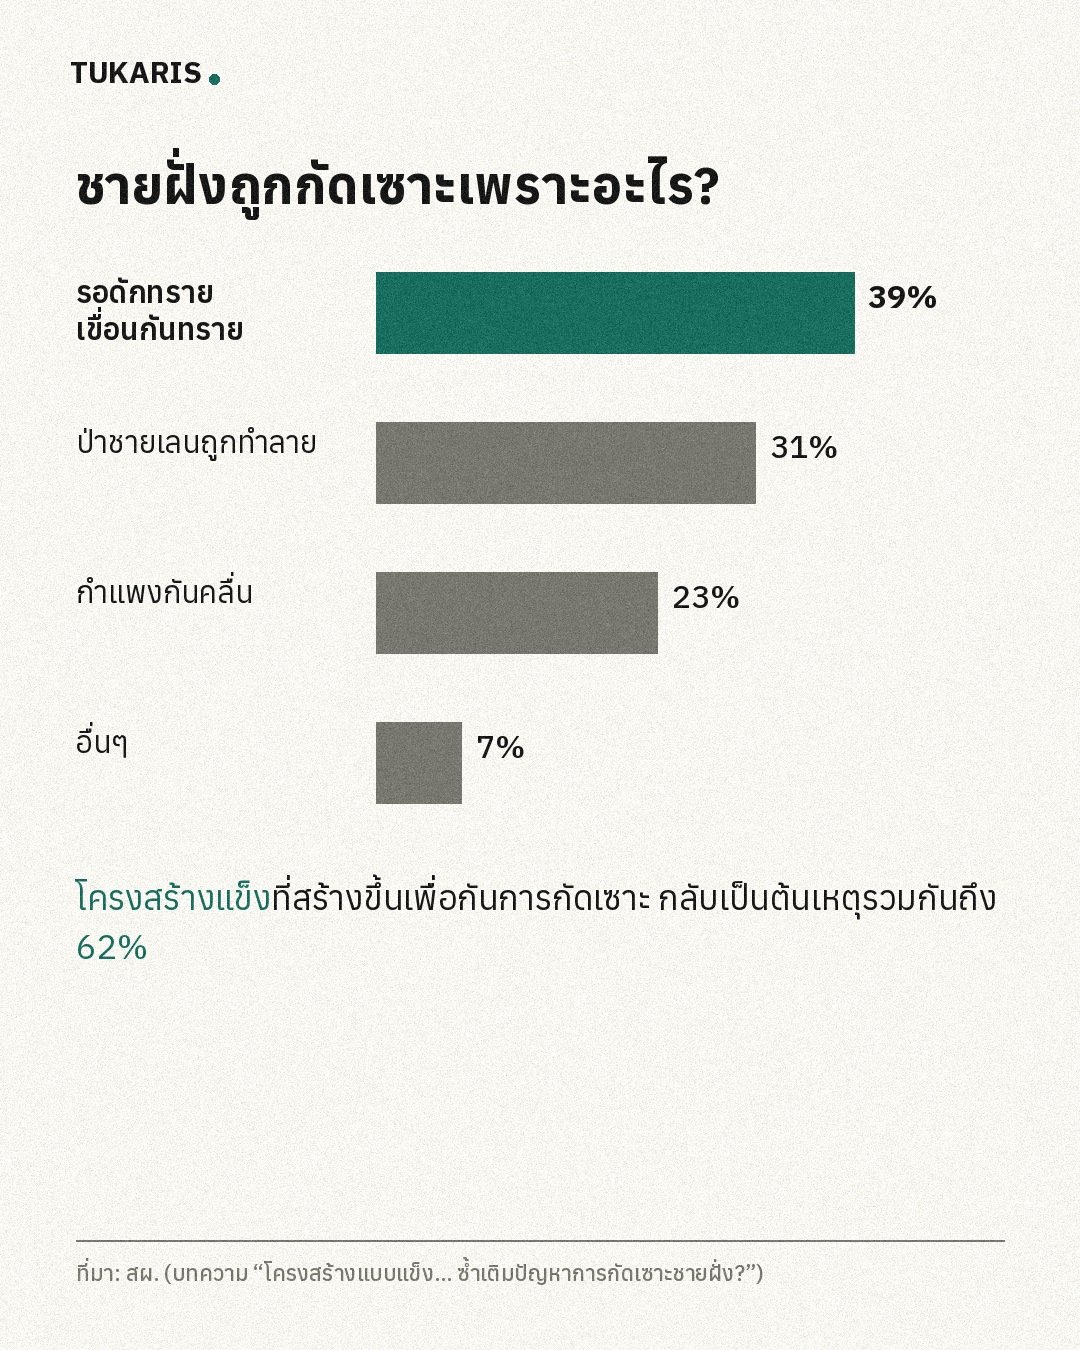 TUKARIS
ชายฝั่งถูกกัดเซาะเพราะอะไร?
รอดักทราย
เขื่อนกันทราย
39%
ป่าชายเลนถูกทำลาย
31%
กำแพงกันคลื่น
23%
อื่นๆ
7%
โครงสร้างแข็งที่สร้างขึ้นเพื่อกันการกัดเซาะ กลับเป็นต้นเหตุรวมกันถึง
62%
ที่มา: สผ. (บทความ “โครงสร้างแบบแข็ง... ซ้ำเติมปัญหาการกัดเซาะชายฝั่ง?”)